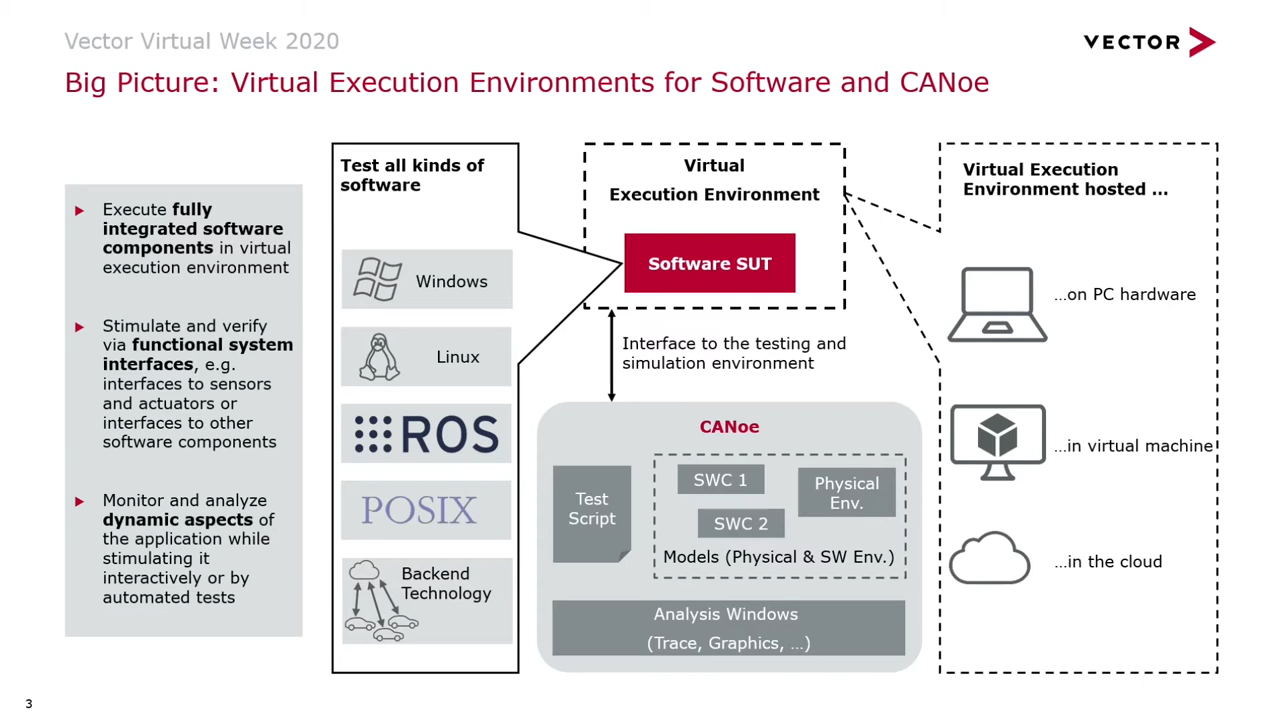 Vector Virtual Week 2020
VECTOR
Big Picture: Virtual Execution Environments for Software and CANoe
Execute fully
integrated software
components in virtual
execution environment
Stimulate and verify
via functional system
interfaces, e.g.
interfaces to sensors
and actuators or
interfaces to other
software components
Monitor and analyze
dynamic aspects of
the application while
stimulating it
interactively or by
automated tests
Test all kinds of
software
Windows
Linux
ROS
POSIX
Backend
Technology
Virtual
Execution Environment
Software SUT
Interface to the testing and
simulation environment
CANoe
Test
Script
SWC 1
SWC 2
Physical
Env.
Models (Physical & SW Env.)
Analysis Windows
(Trace, Graphics, …)
Virtual Execution
Environment hosted ...
…on PC hardware
…in virtual machine
…in the cloud
3